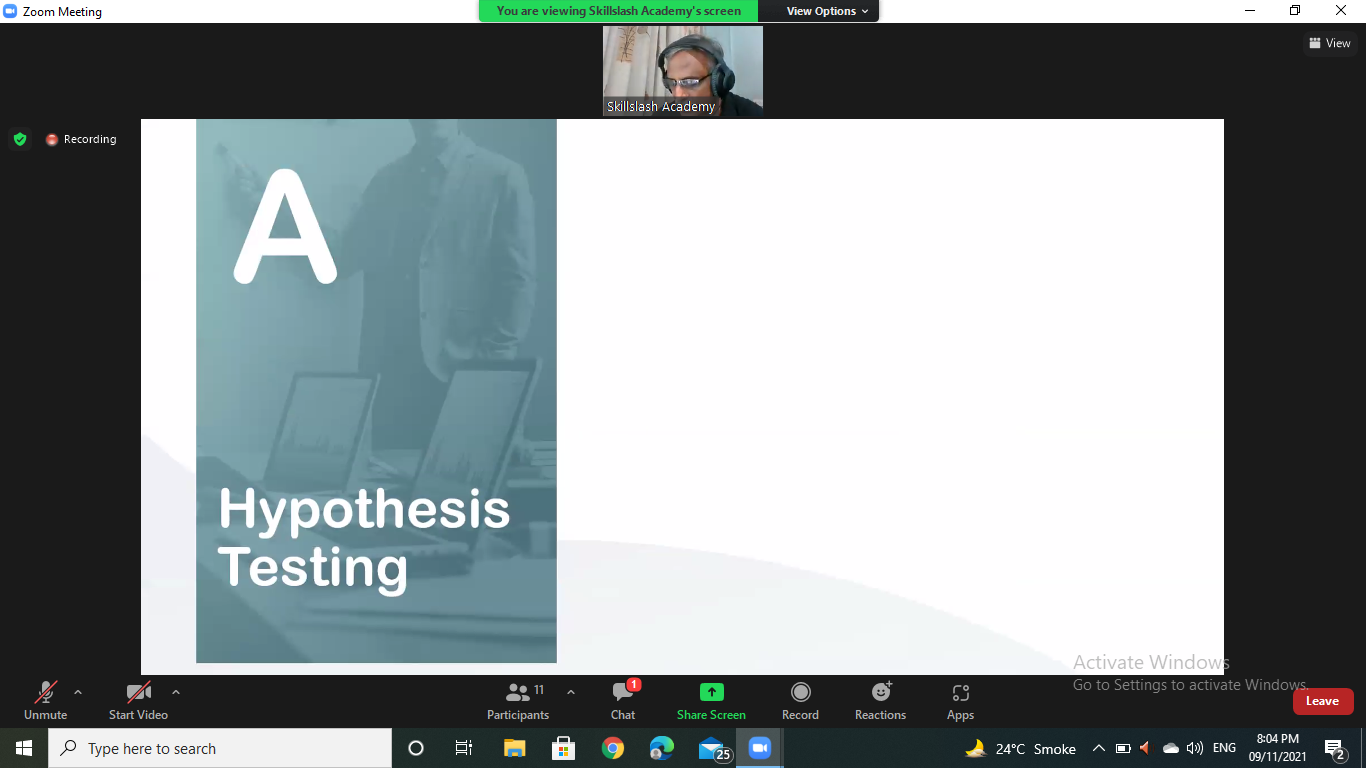 Zoom Meeting
You are viewing Skillslash Academy's screen
View Options
View
Skillslash Academy
Recording
A
Hypothesis
Testing
Activate Windows
Go to Settings to activate Windows.
Unmute
Start Video
11
Participants
1
Chat
Share Screen
Record
Reactions
Apps
Leave
Type here to search
25
24°C Smoke
ENG
8:04 PM
09/11/2021
2